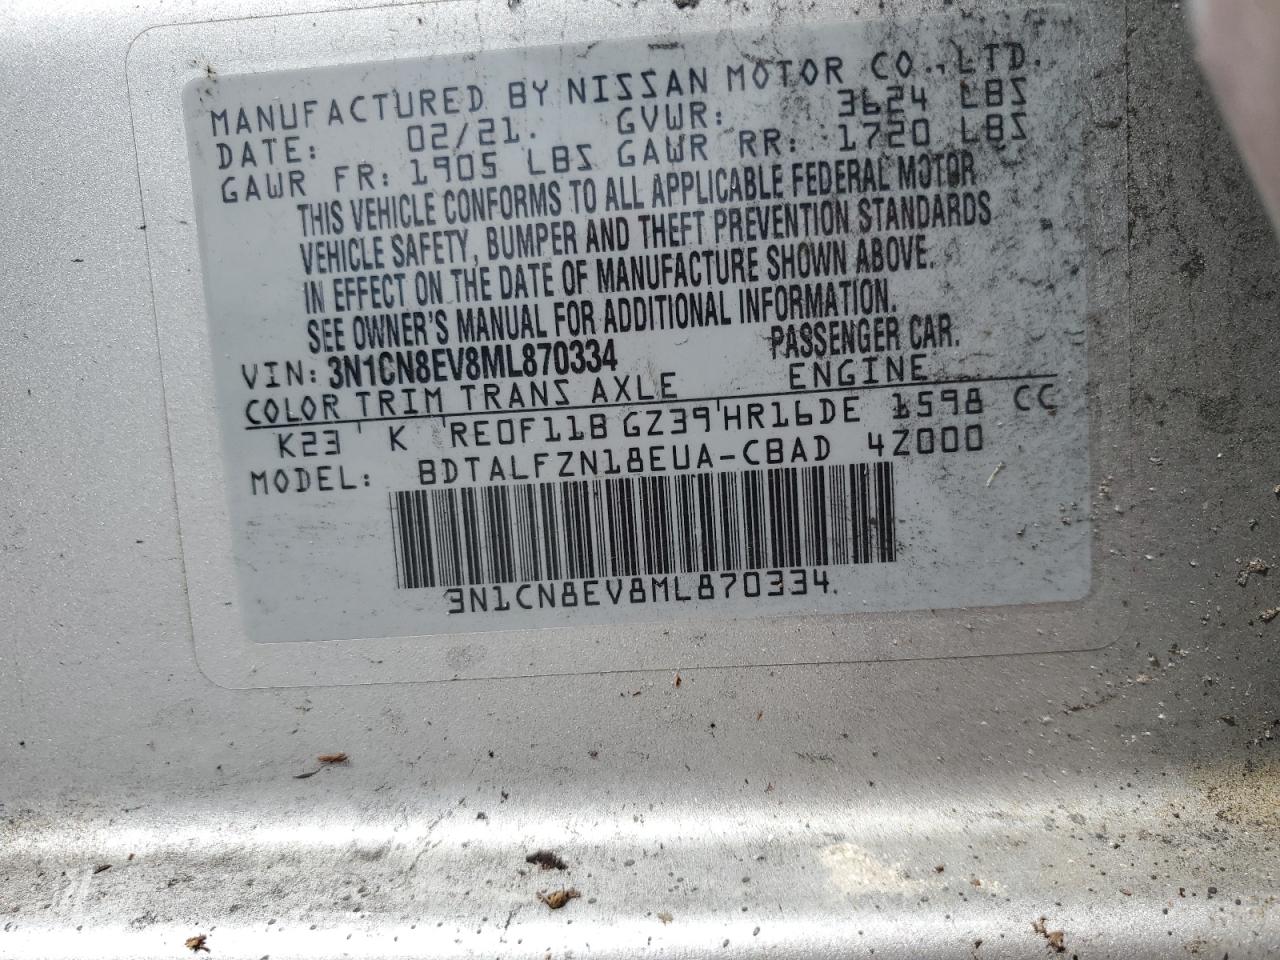 MANUFACTURED BY NISSAN MOTOR CO., LTD.
DATE: 02/21. GVWR: 3624 LBS
GAWR FR: 1905 LBS GAWR RR: 1720 LBS
THIS VEHICLE CONFORMS TO ALL APPLICABLE FEDERAL MOTOR
VEHICLE SAFETY, BUMPER AND THEFT PREVENTION STANDARDS
IN EFFECT ON THE DATE OF MANUFACTURE SHOWN ABOVE.
SEE OWNER'S MANUAL FOR ADDITIONAL INFORMATION.
VIN: 3N1CN8EV8ML870334 PASSENGER CAR.
COLOR TRIM TRANS AXLE ENGINE
K23 K RE0F11B GZ39 HR16DE 1598 CC
MODEL: BDTALFZN18EUA-CBAD 4Z000
3N1CN8EV8ML870334.